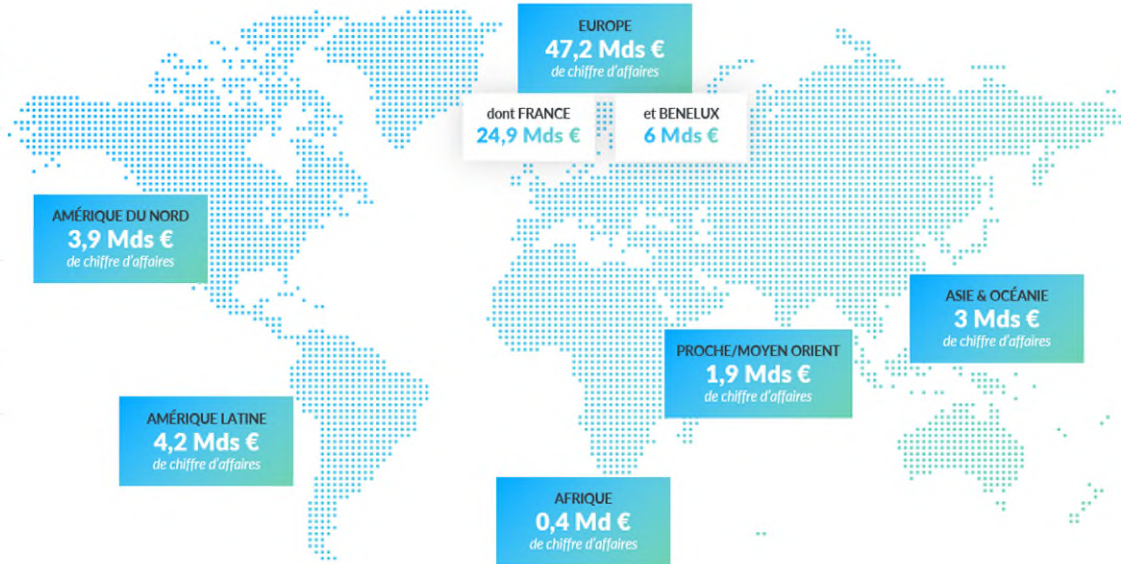 EUROPE
47,2 Mds €
de chiffre d'affaires
dont FRANCE
24,9 Mds €
et BENELUX
6 Mds €
AMÉRIQUE DU NORD
3,9 Mds €
de chiffre d'affaires
ASIE & OCÉANIE
3 Mds €
de chiffre d'affaires
PROCHE/MOYEN ORIENT
1,9 Mds €
de chiffre d'affaires
AMÉRIQUE LATINE
4,2 Mds €
de chiffre d'affaires
AFRIQUE
0,4 Md €
de chiffre d'affaires